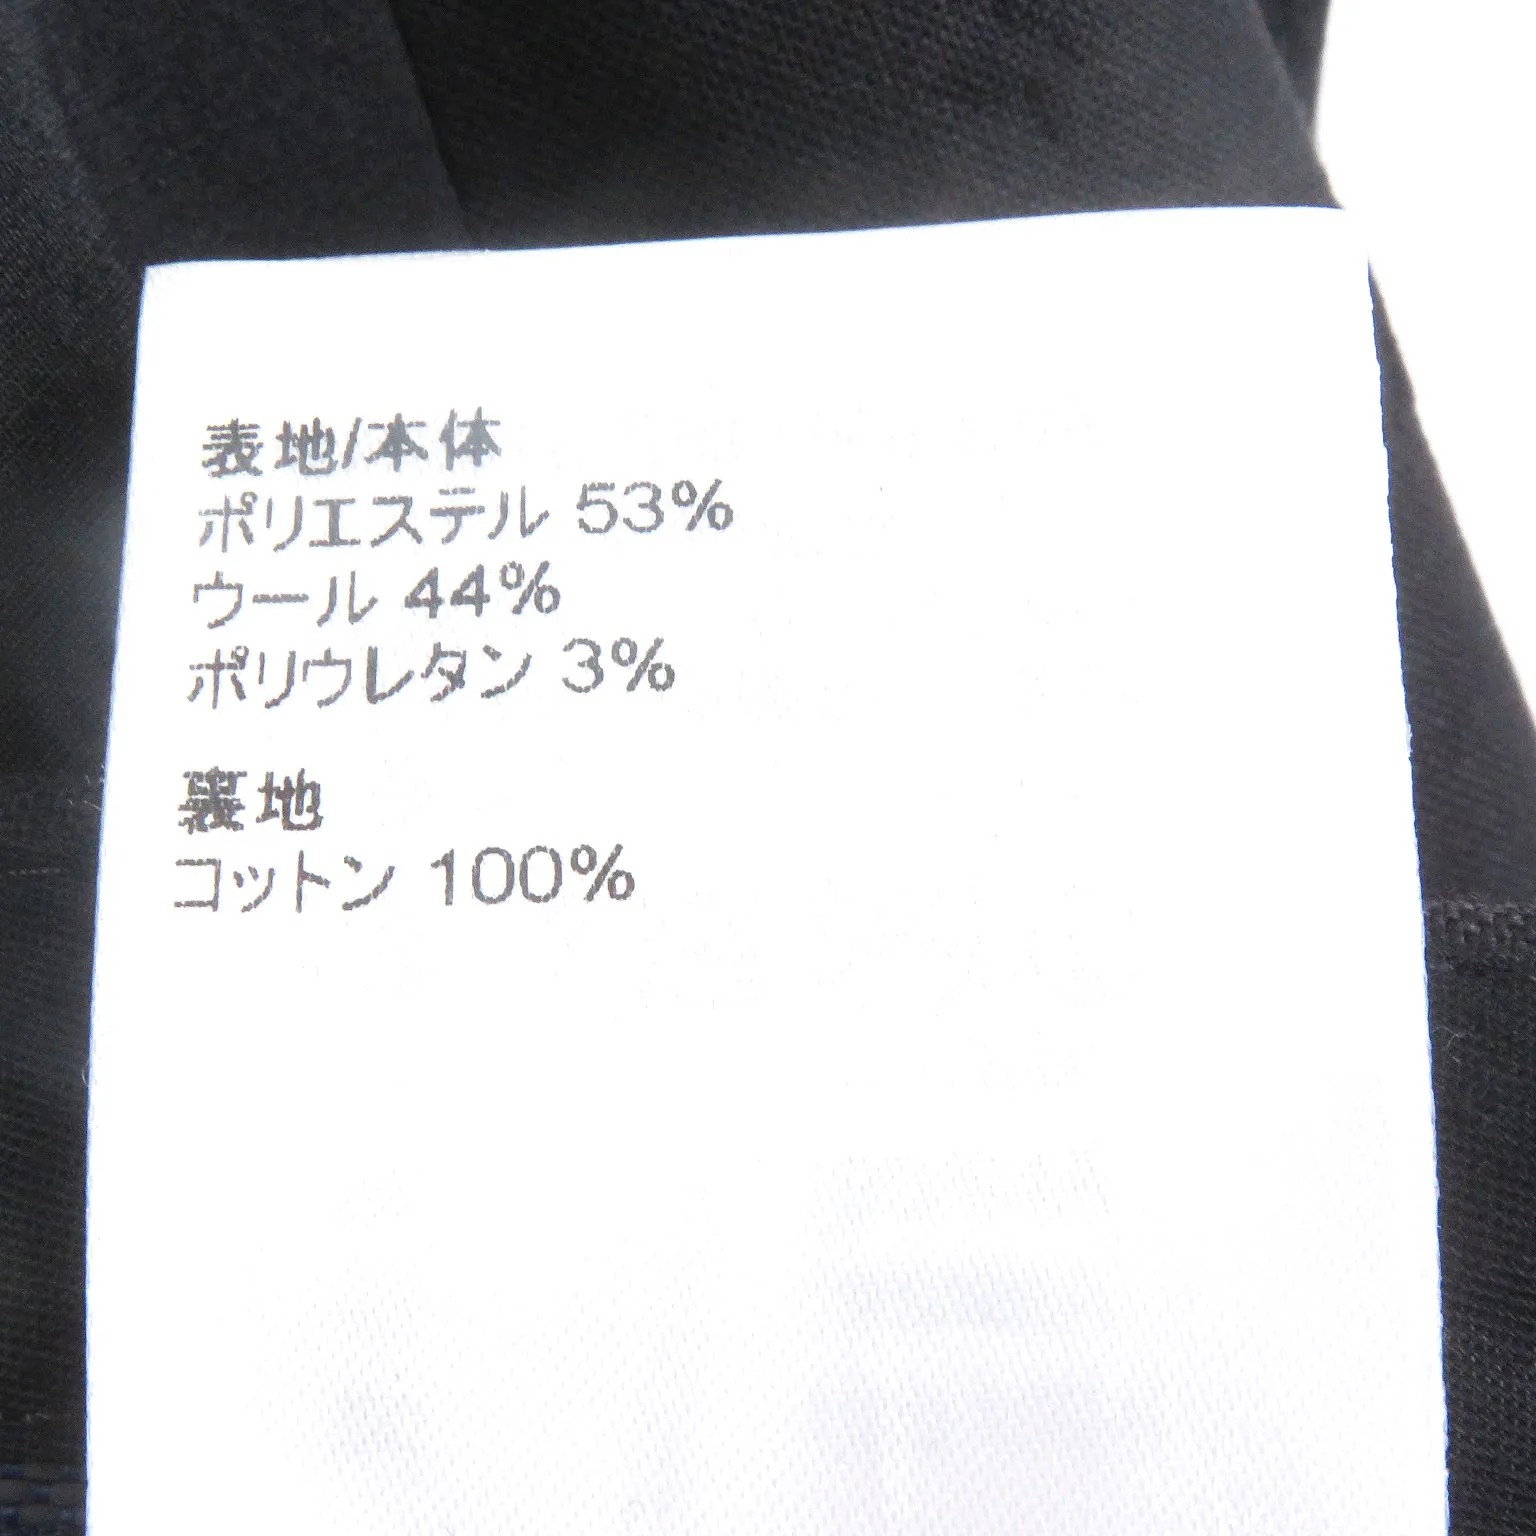 表地/本体
ポリエステル 53%
ウール 44%
ポリウレタン 3%
裏地
コットン 100%